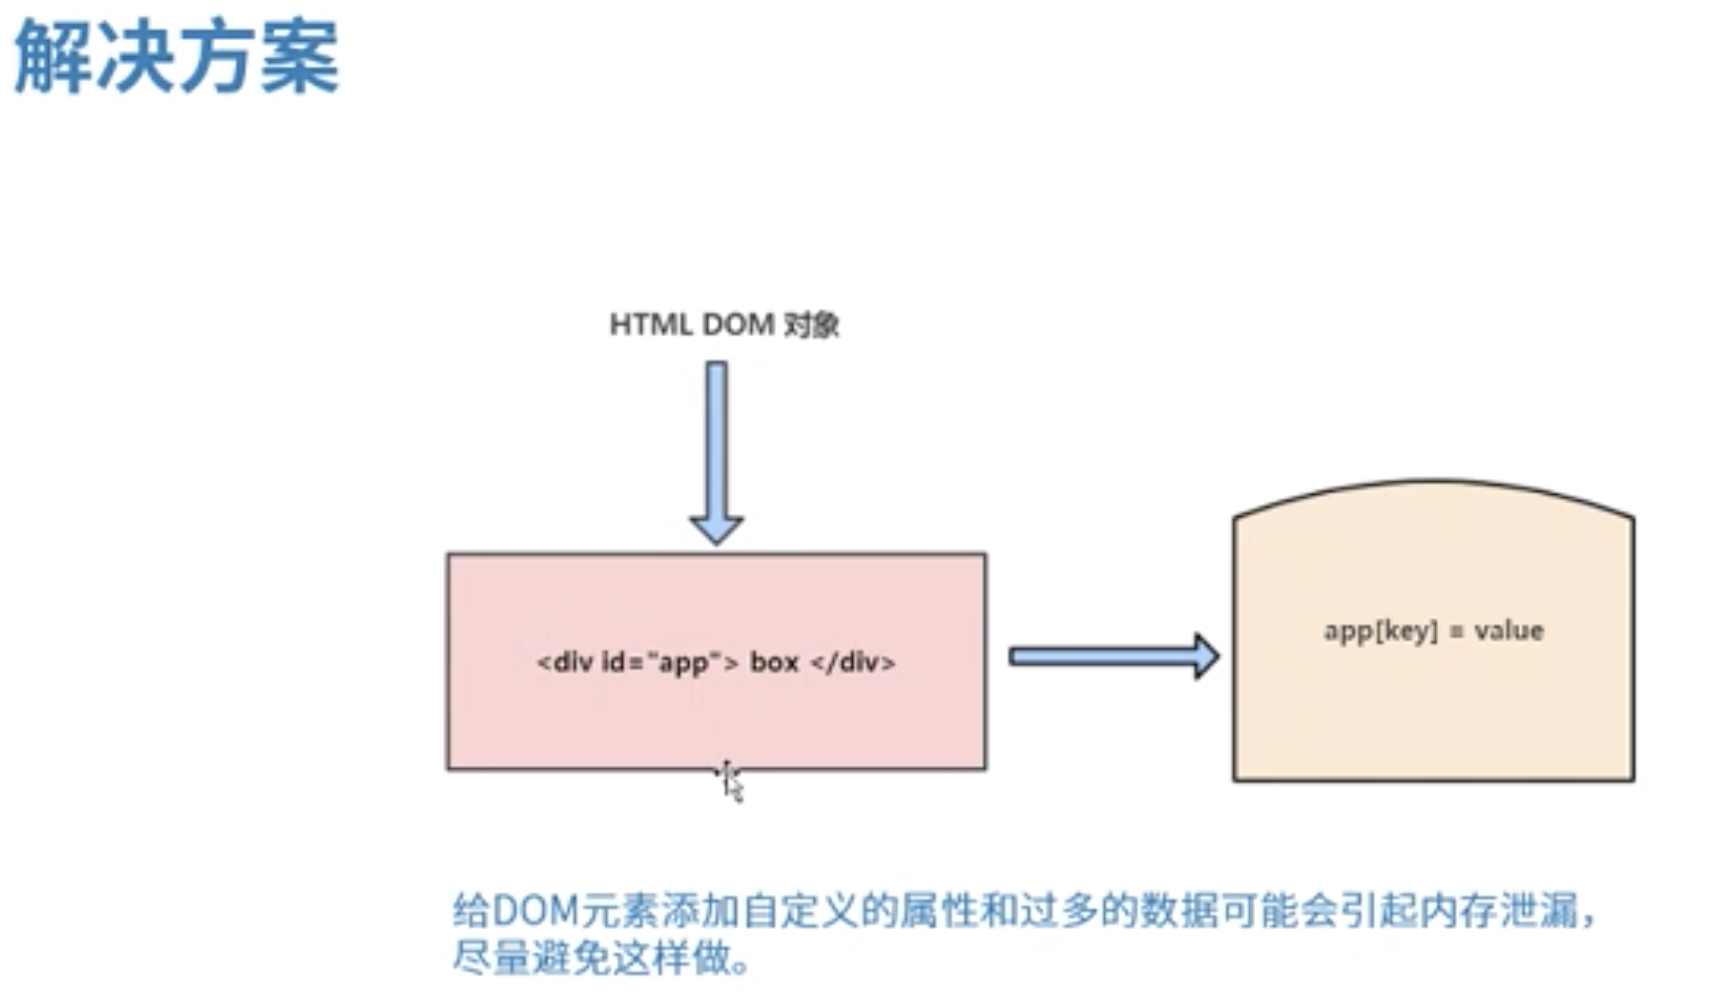 解决方案
HTML DOM 对象
<div id="app"> box </div>
app[key] = value
给DOM元素添加自定义的属性和过多的数据可能会引起内存泄漏，
尽量避免这样做。